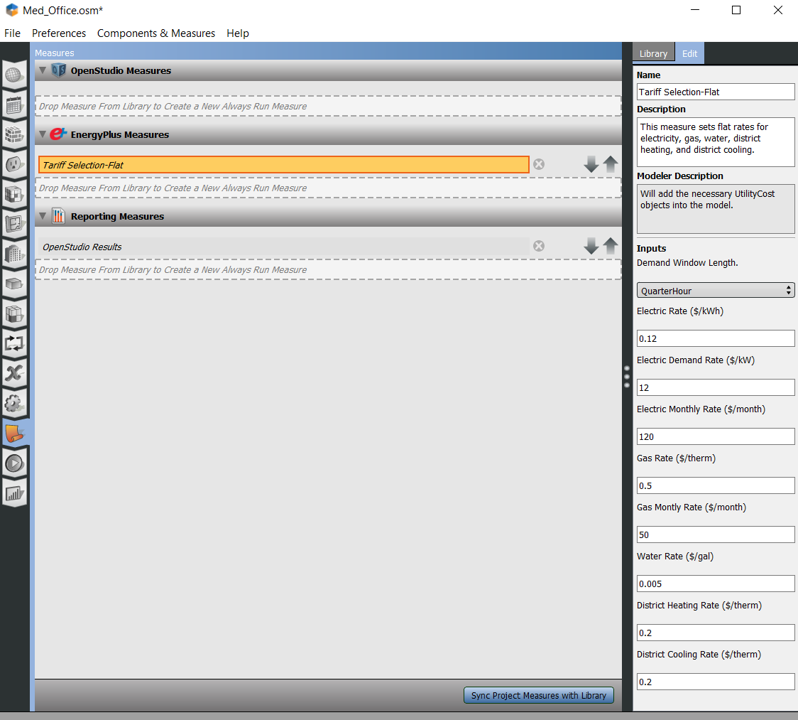 Med_Office.osm*
File Preferences Components & Measures Help
Measures
OpenStudio Measures
Drop Measure From Library to Create a New Always Run Measure
EnergyPlus Measures
Tariff Selection-Flat
Drop Measure From Library to Create a New Always Run Measure
Reporting Measures
OpenStudio Results
Drop Measure From Library to Create a New Always Run Measure
Sync Project Measures with Library
Library Edit
Name
Tariff Selection-Flat
Description
This measure sets flat rates for
electricity, gas, water, district
heating, and district cooling.
Modeler Description
Will add the necessary UtilityCost
objects into the model.
Inputs
Demand Window Length.
QuarterHour
Electric Rate ($/kWh)
0.12
Electric Demand Rate ($/kW)
12
Electric Monthly Rate ($/month)
120
Gas Rate ($/therm)
0.5
Gas Montly Rate ($/month)
50
Water Rate ($/gal)
0.005
District Heating Rate ($/therm)
0.2
District Cooling Rate ($/therm)
0.2